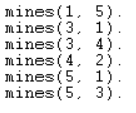 mines(1, 5).
mines(3, 1).
mines(3, 4).
mines(4, 2).
mines(5, 1).
mines(5, 3).